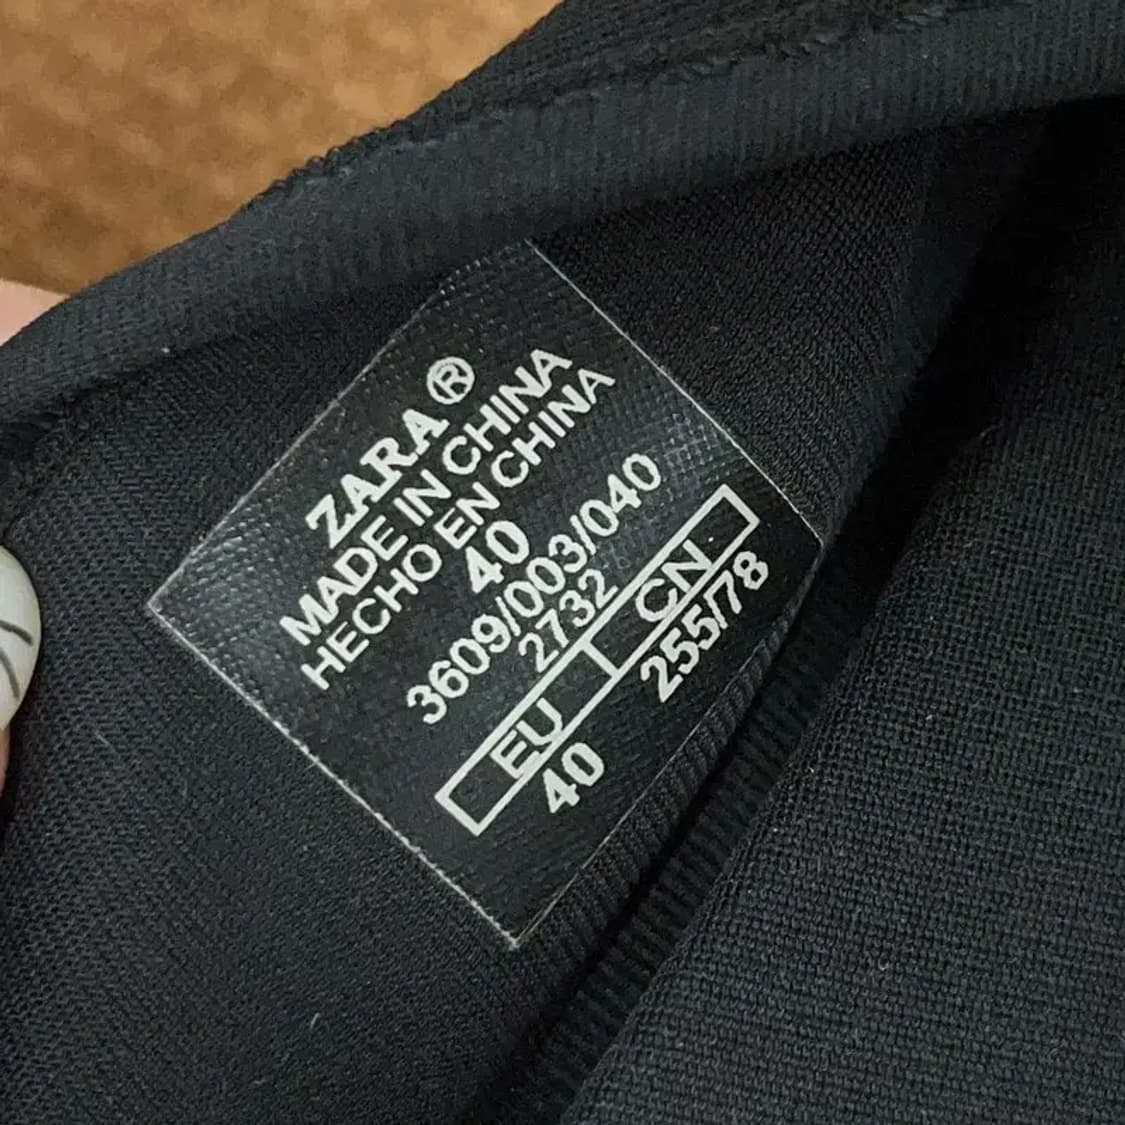 ZARA®
MADE IN CHINA
HECHO EN CHINA
40
3609/003/040
2732
EU CN
40 255/78